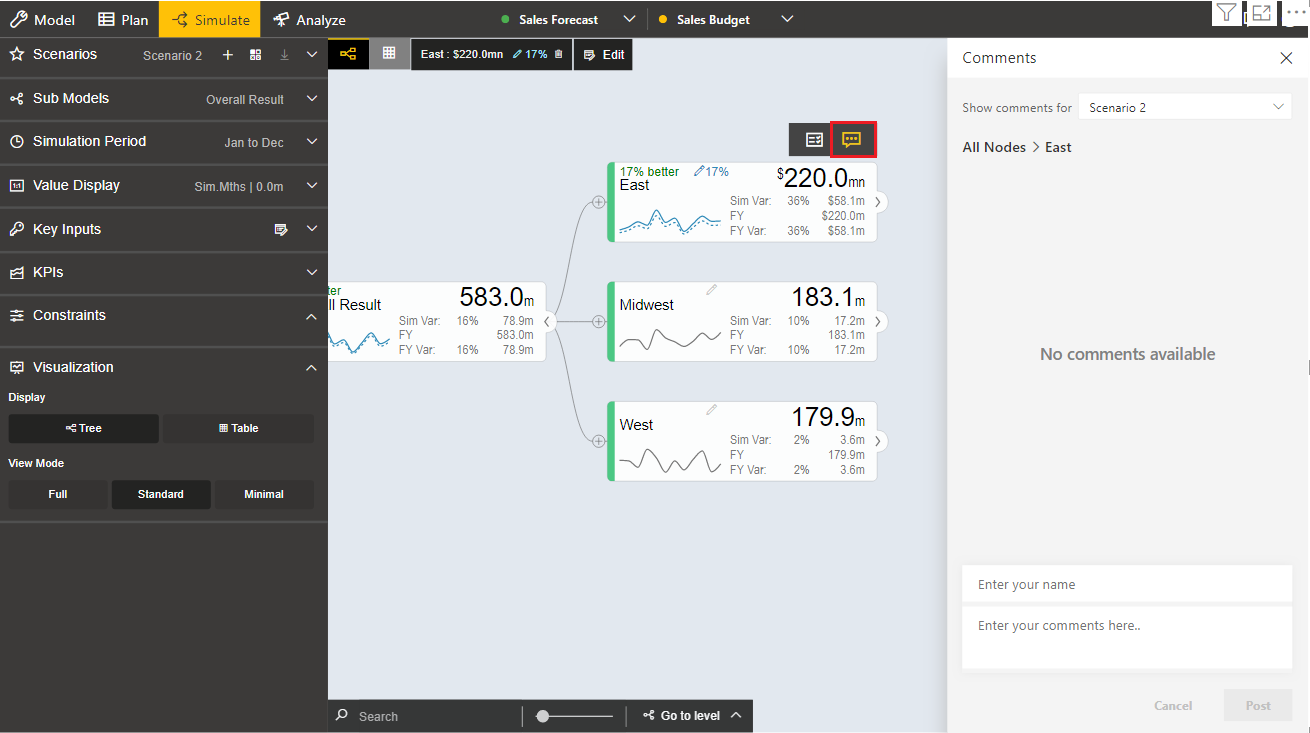 Model Plan Simulate Analyze Sales Forecast Sales Budget
Scenarios Scenario 2
Sub Models Overall Result
Simulation Period Jan to Dec
Value Display Sim.Mths | 0.0m
Key Inputs
KPIs
Constraints
Visualization
Display
Tree Table
View Mode
Full Standard Minimal
East : $220.0mn 17% Edit
17% better 17% $220.0mn
East
Sim Var: 36% $58.1m
FY $220.0m
FY Var: 36% $58.1m
ter 583.0m
ll Result
Sim Var: 16% 78.9m
FY 583.0m
FY Var: 16% 78.9m
Midwest 183.1m
Sim Var: 10% 17.2m
FY 183.1m
FY Var: 10% 17.2m
West 179.9m
Sim Var: 2% 3.6m
FY 179.9m
FY Var: 2% 3.6m
Search Go to level
Comments
Show comments for Scenario 2
All Nodes > East
No comments available
Enter your name
Enter your comments here..
Cancel Post